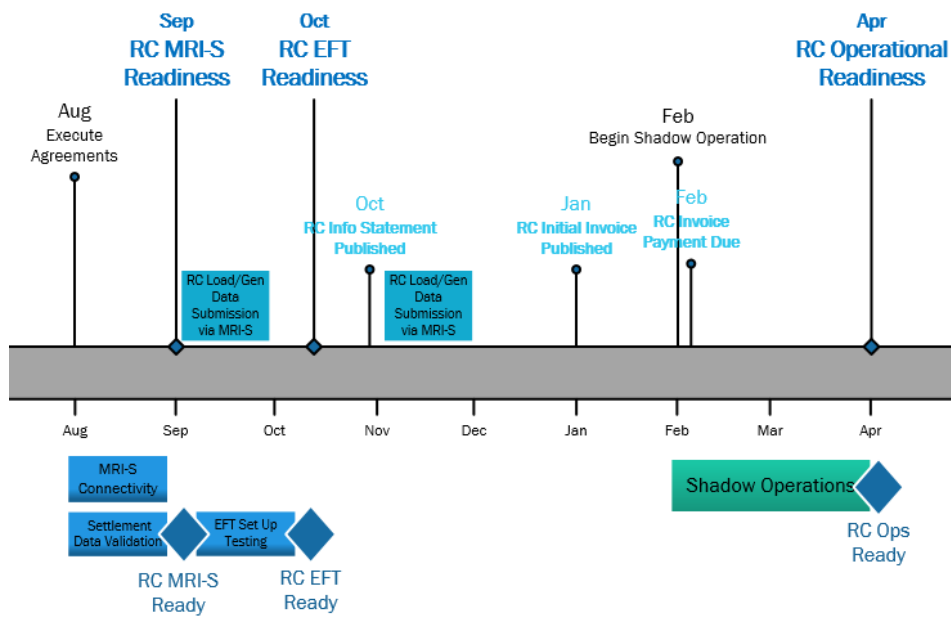 Sep
RC MRI-S
Readiness
Oct
RC EFT
Readiness
Apr
RC Operational
Readiness
Aug
Execute
Agreements
Feb
Begin Shadow Operation
Oct
RC Info Statement
Published
Jan
RC Initial Invoice
Published
Feb
RC Invoice
Payment Due
RC Load/Gen
Data
Submission
via MRI-S
RC Load/Gen
Data
Submission
via MRI-S
Aug
Sep
Oct
Nov
Dec
Jan
Feb
Mar
Apr
MRI-S
Connectivity
Shadow Operations
Settlement
Data Validation
EFT Set Up
Testing
RC MRI-S
Ready
RC EFT
Ready
RC Ops
Ready